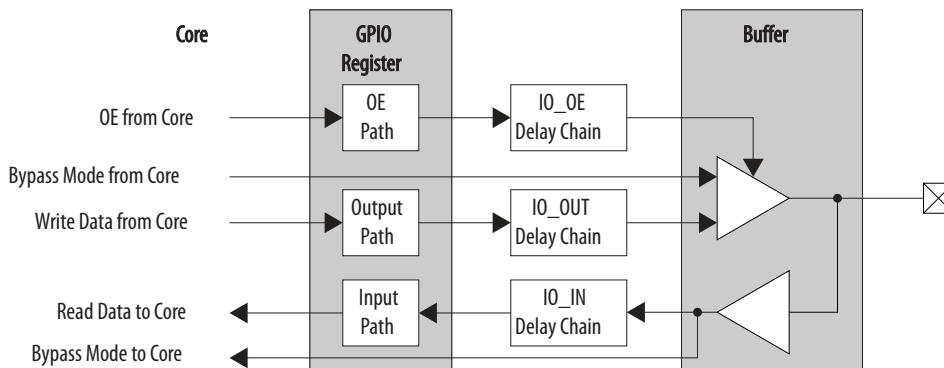 Core
GPIO
Register
Buffer
OE from Core
OE
Path
IO_OE
Delay Chain
Bypass Mode from Core
Write Data from Core
Output
Path
IO_OUT
Delay Chain
Read Data to Core
Input
Path
IO_IN
Delay Chain
Bypass Mode to Core